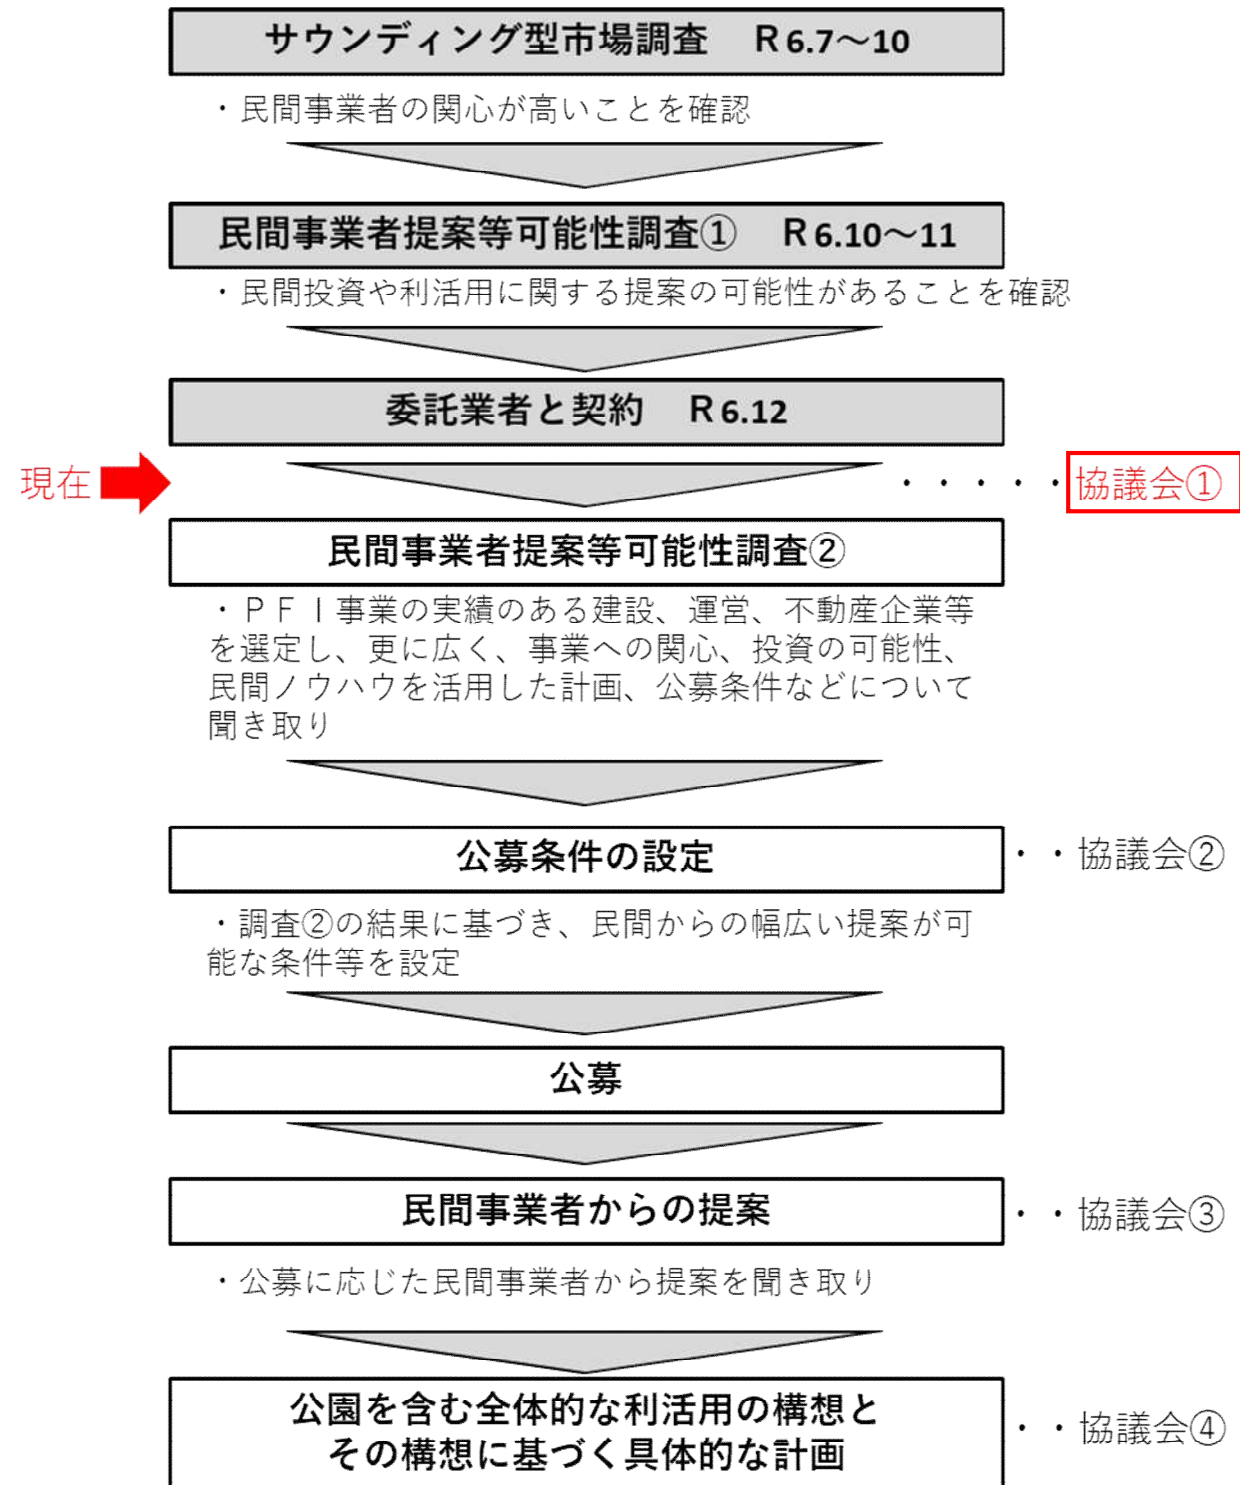 サウンディング型市場調査　Ｒ6.7～10
・民間事業者の関心が高いことを確認
民間事業者提案等可能性調査①　Ｒ6.10～11
・民間投資や利活用に関する提案の可能性があることを確認
委託業者と契約　Ｒ6.12
現在
・・・・・協議会①
民間事業者提案等可能性調査②
・ＰＦＩ事業の実績のある建設、運営、不動産企業等
を選定し、更に広く、事業への関心、投資の可能性、
民間ノウハウを活用した計画、公募条件などについて
聞き取り
公募条件の設定
・・協議会②
・調査②の結果に基づき、民間からの幅広い提案が可
能な条件等を設定
公募
民間事業者からの提案
・・協議会③
・公募に応じた民間事業者から提案を聞き取り
公園を含む全体的な利活用の構想と
その構想に基づく具体的な計画
・・協議会④